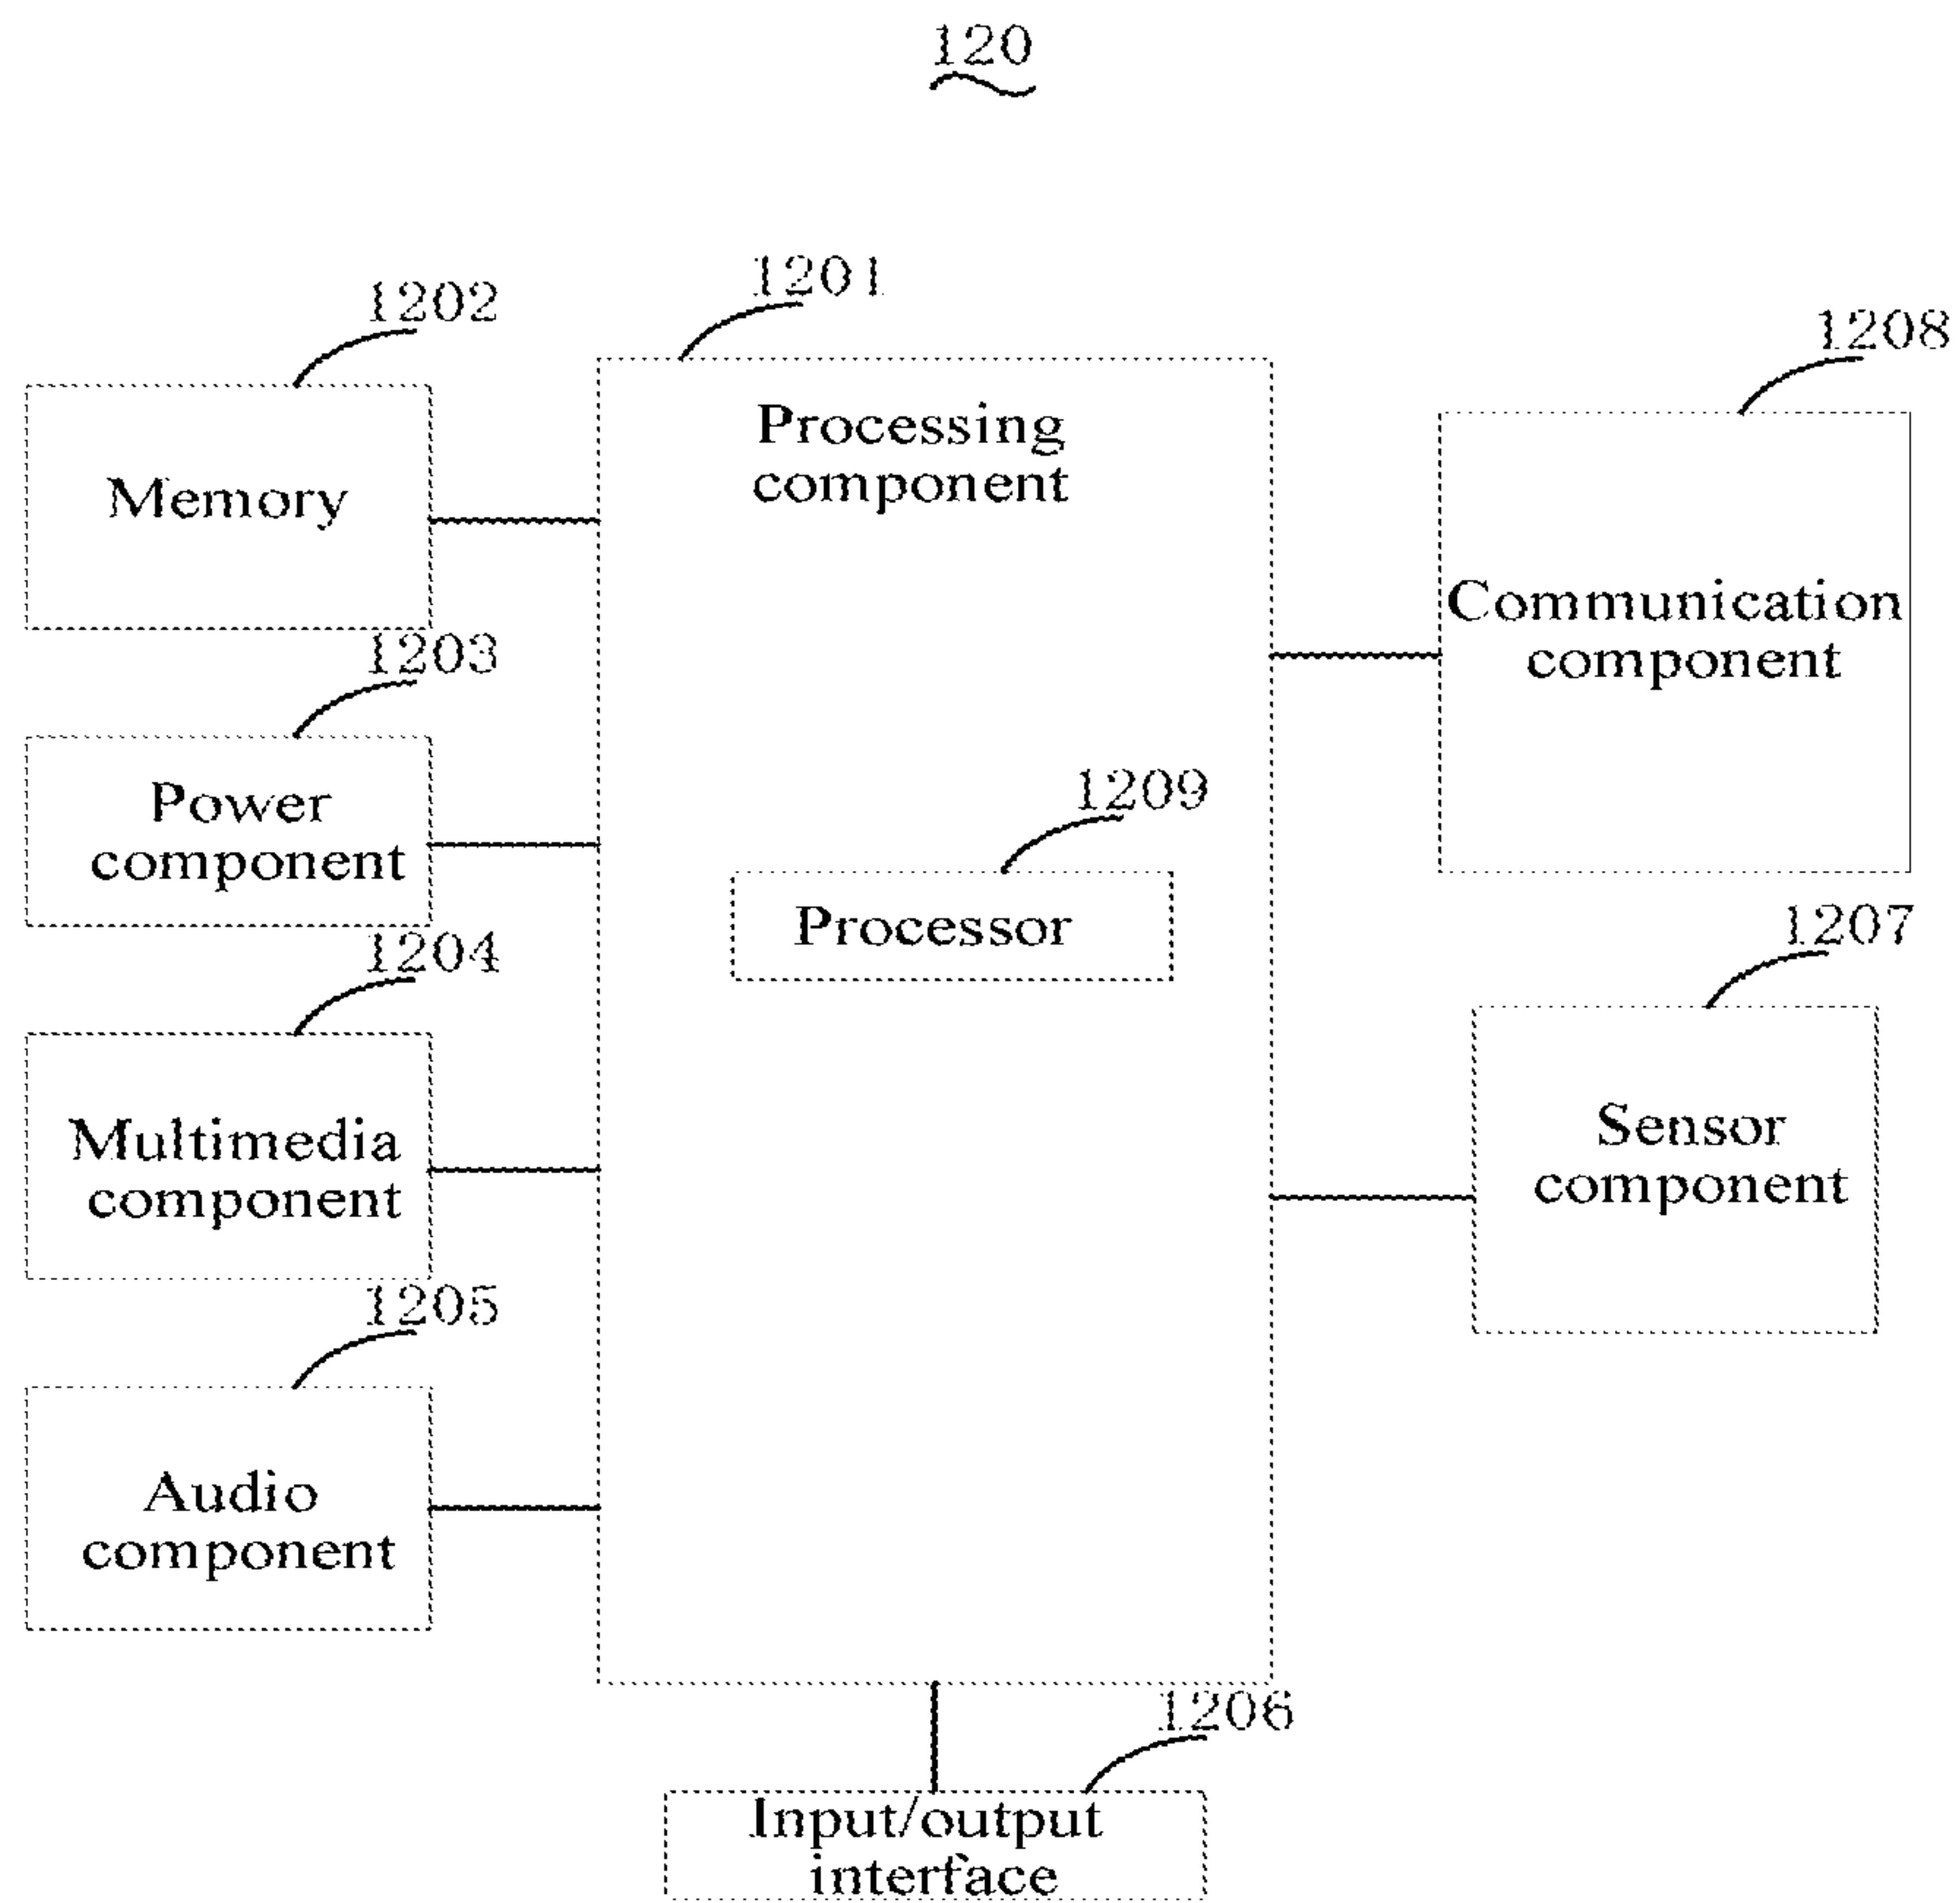 120
1202
1201
1208
Memory
Processing
component
Communication
component
1203
Power
component
1209
Processor
1204
1207
Multimedia
component
Sensor
component
1205
Audio
component
1206
Input/output
interface